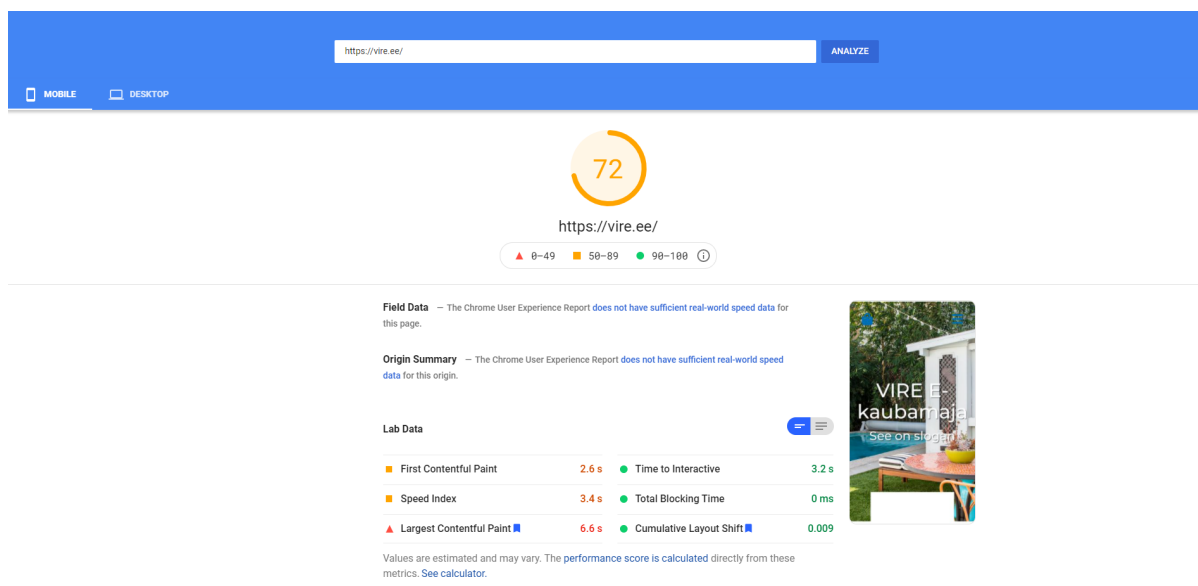 https://vire.ee/
ANALYZE
MOBILE DESKTOP
72
https://vire.ee/
0–49 50–89 90–100
Field Data — The Chrome User Experience Report does not have sufficient real-world speed data for
this page.
Origin Summary — The Chrome User Experience Report does not have sufficient real-world speed
data for this origin.
VIRE E-
kaubamaja
See on slogan
Lab Data
First Contentful Paint 2.6 s Time to Interactive 3.2 s
Speed Index 3.4 s Total Blocking Time 0 ms
Largest Contentful Paint 6.6 s Cumulative Layout Shift 0.009
Values are estimated and may vary. The performance score is calculated directly from these
metrics. See calculator.